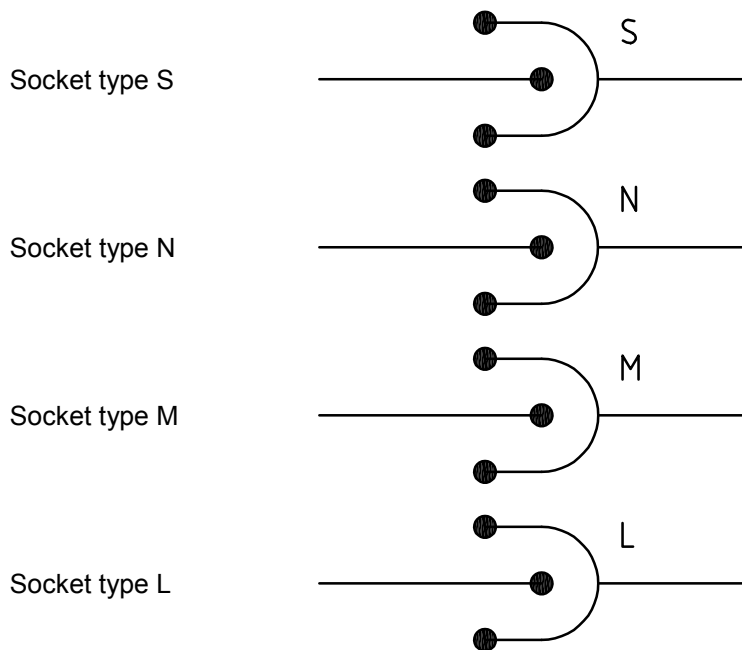 S
Socket type S
N
Socket type N
M
Socket type M
L
Socket type L